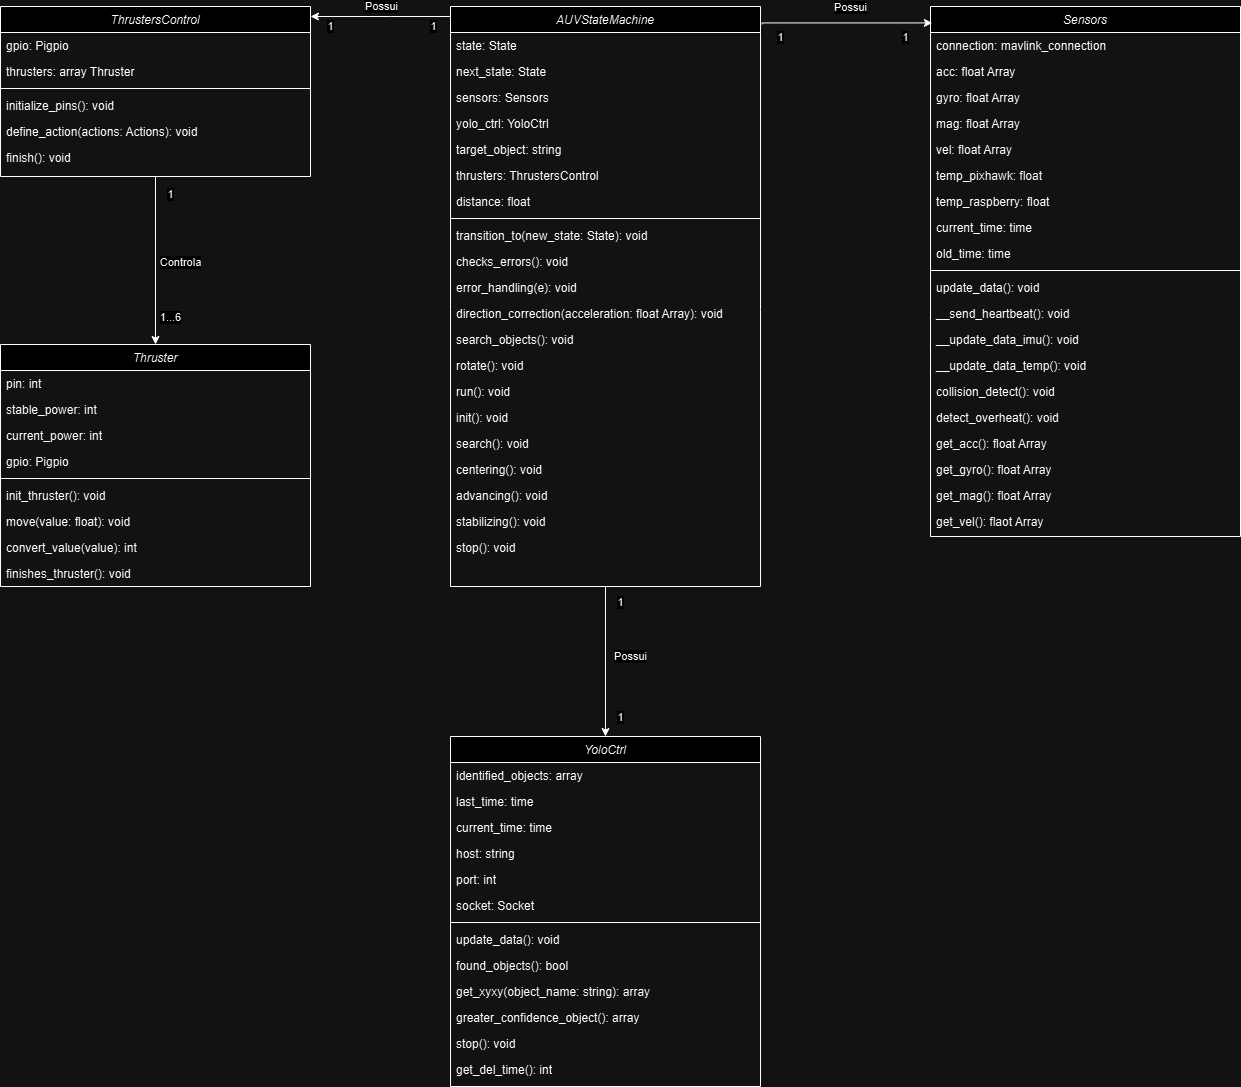 Possui
1
1
Possui
1
1
ThrustersControl
gpio: Pigpio
thrusters: array Thruster
initialize_pins(): void
define_action(actions: Actions): void
finish(): void
1
Controla
1...6
Thruster
pin: int
stable_power: int
current_power: int
gpio: Pigpio
init_thruster(): void
move(value: float): void
convert_value(value): int
finishes_thruster(): void
AUVStateMachine
state: State
next_state: State
sensors: Sensors
yolo_ctrl: YoloCtrl
target_object: string
thrusters: ThrustersControl
distance: float
transition_to(new_state: State): void
checks_errors(): void
error_handling(e): void
direction_correction(acceleration: float Array): void
search_objects(): void
rotate(): void
run(): void
init(): void
search(): void
centering(): void
advancing(): void
stabilizing(): void
stop(): void
Sensors
connection: mavlink_connection
acc: float Array
gyro: float Array
mag: float Array
vel: float Array
temp_pixhawk: float
temp_raspberry: float
current_time: time
old_time: time
update_data(): void
__send_heartbeat(): void
__update_data_imu(): void
__update_data_temp(): void
collision_detect(): void
detect_overheat(): void
get_acc(): float Array
get_gyro(): float Array
get_mag(): float Array
get_vel(): flaot Array
1
Possui
1
YoloCtrl
identified_objects: array
last_time: time
current_time: time
host: string
port: int
socket: Socket
update_data(): void
found_objects(): bool
get_xyxy(object_name: string): array
greater_confidence_object(): array
stop(): void
get_del_time(): int